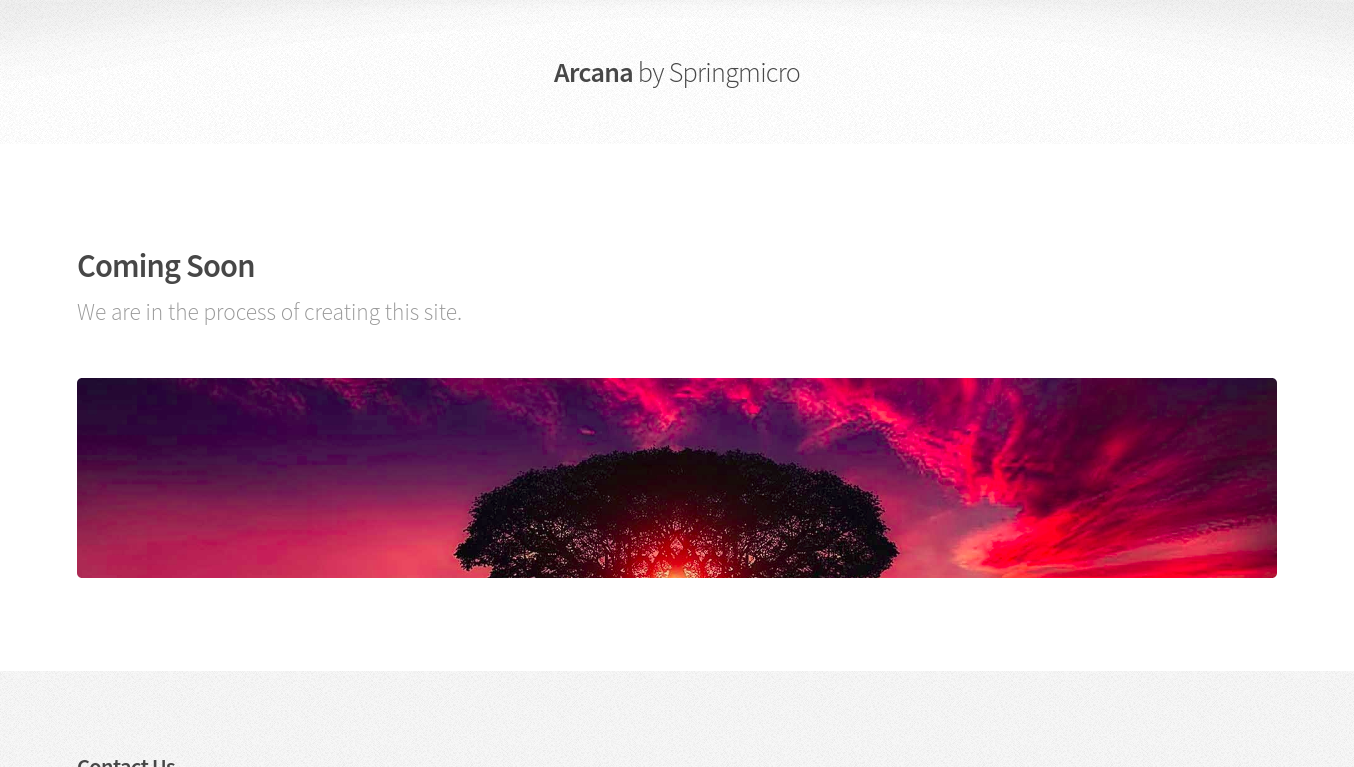 Arcana by Springmicro
Coming Soon
We are in the process of creating this site.
Contact Us